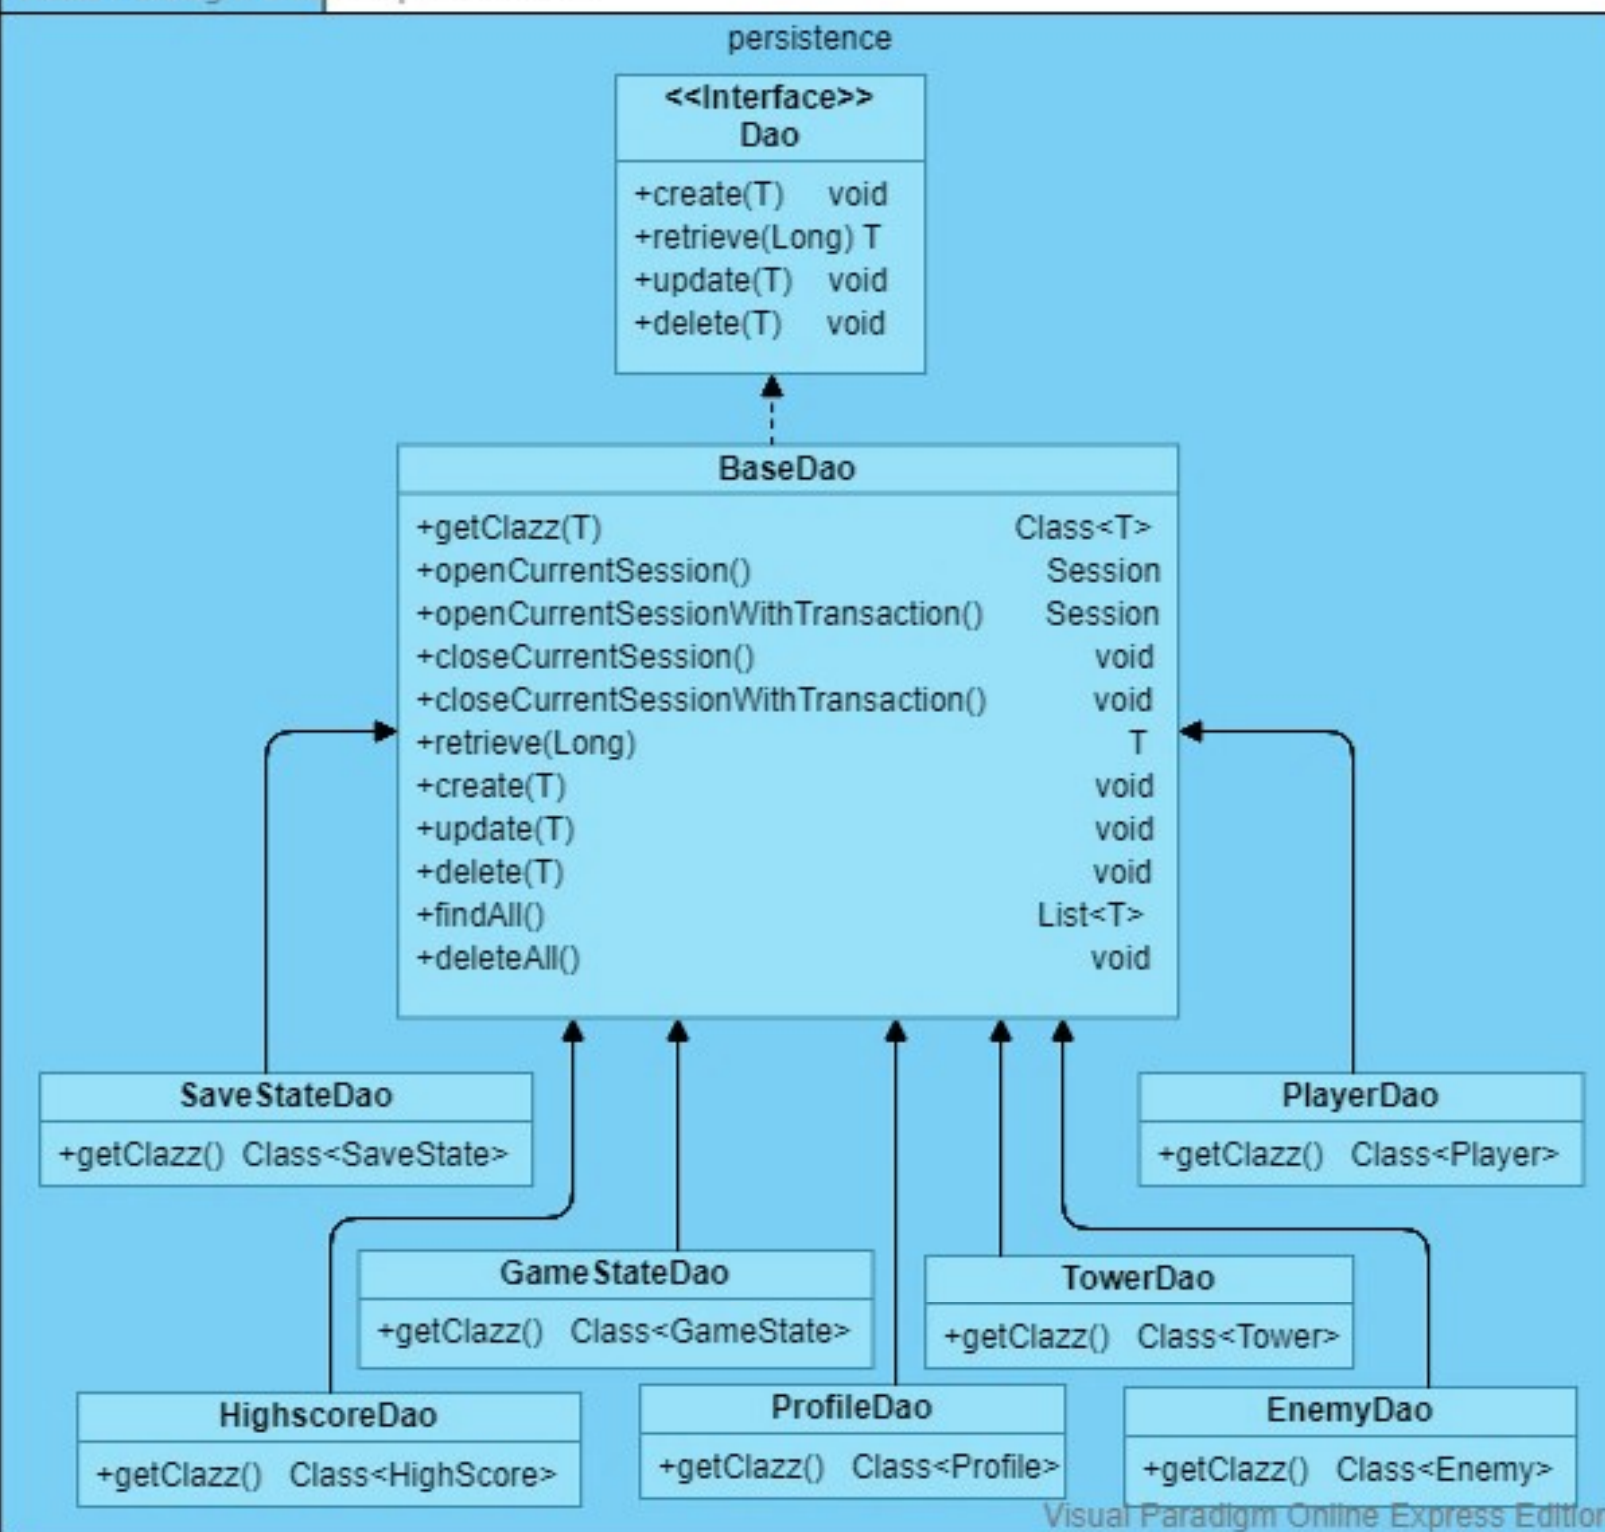 persistence
<<Interface>>
Dao
+create(T) void
+retrieve(Long) T
+update(T) void
+delete(T) void
BaseDao
+getClazz(T) Class<T>
+openCurrentSession() Session
+openCurrentSessionWithTransaction() Session
+closeCurrentSession() void
+closeCurrentSessionWithTransaction() void
+retrieve(Long) T
+create(T) void
+update(T) void
+delete(T) void
+findAll() List<T>
+deleteAll() void
SaveStateDao
+getClazz() Class<SaveState>
PlayerDao
+getClazz() Class<Player>
GameStateDao
+getClazz() Class<GameState>
TowerDao
+getClazz() Class<Tower>
HighscoreDao
+getClazz() Class<HighScore>
ProfileDao
+getClazz() Class<Profile>
EnemyDao
+getClazz() Class<Enemy>
Visual Paradigm Online Express Edition